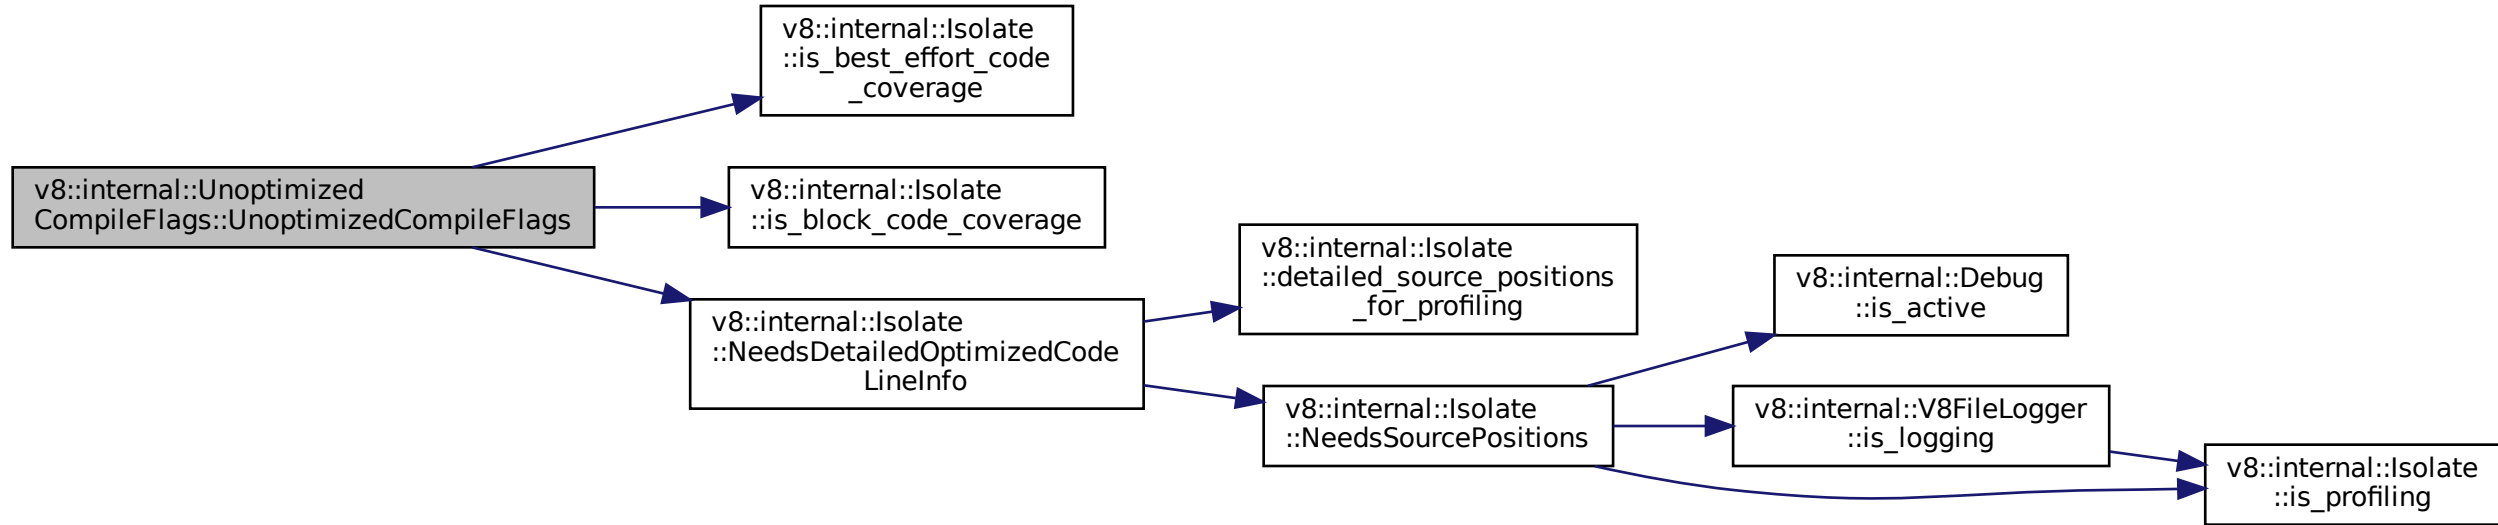 v8::internal::Isolate
::is_best_effort_code
_coverage
v8::internal::Unoptimized
CompileFlags::UnoptimizedCompileFlags
v8::internal::Isolate
::is_block_code_coverage
v8::internal::Isolate
::NeedsDetailedOptimizedCode
LineInfo
v8::internal::Isolate
::detailed_source_positions
_for_profiling
v8::internal::Isolate
::NeedsSourcePositions
v8::internal::Debug
::is_active
v8::internal::V8FileLogger
::is_logging
v8::internal::Isolate
::is_profiling